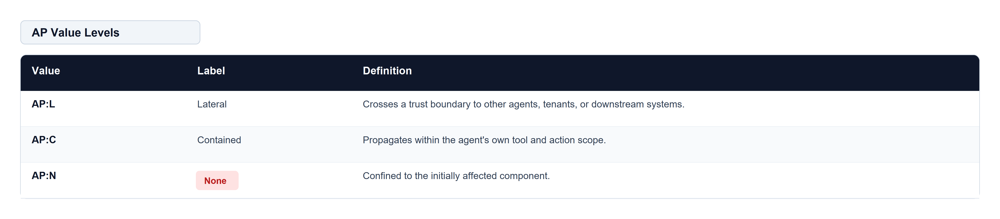 AP Value Levels
Value Label Definition
AP:L Lateral Crosses a trust boundary to other agents, tenants, or downstream systems.
AP:C Contained Propagates within the agent's own tool and action scope.
AP:N None Confined to the initially affected component.